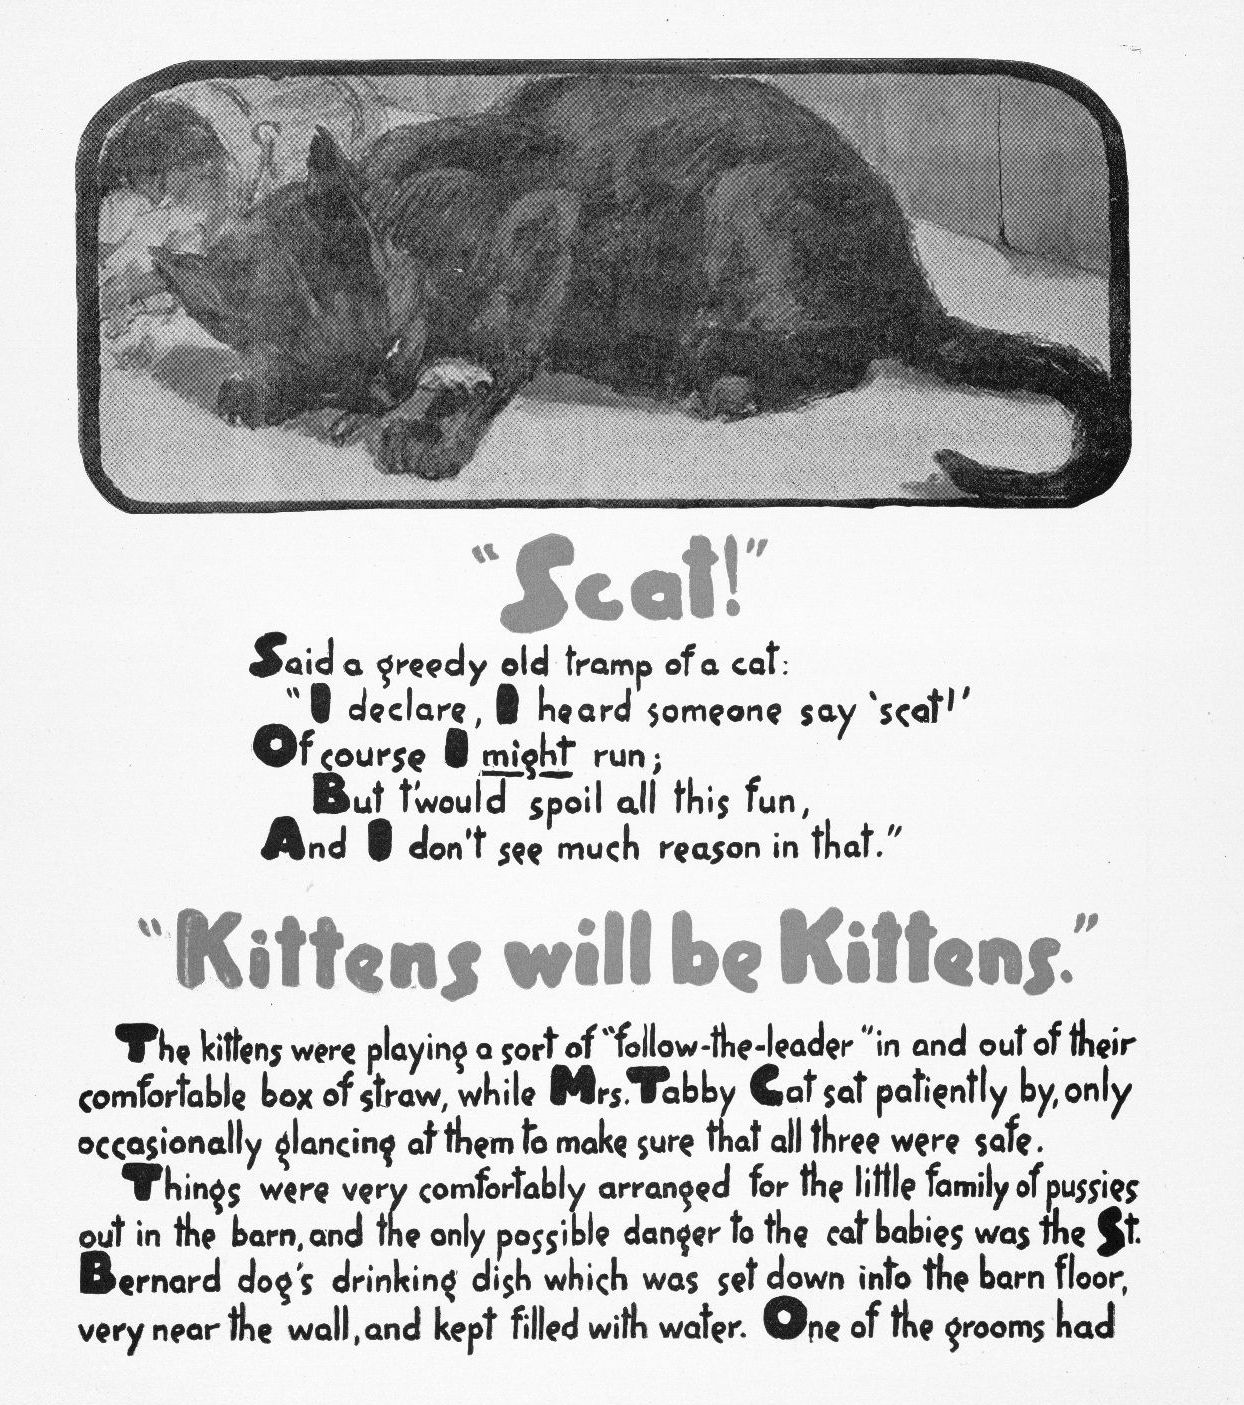 "Scat!"
Said a greedy old tramp of a cat:
"I declare, I heard someone say 'scat!'
Of course I might run;
But t'would spoil all this fun,
And I don't see much reason in that."
"Kittens will be Kittens."
The kittens were playing a sort of "follow-the-leader" in and out of their
comfortable box of straw, while Mrs. Tabby Cat sat patiently by, only
occasionally glancing at them to make sure that all three were safe.
Things were very comfortably arranged for the little family of pussies
out in the barn, and the only possible danger to the cat babies was the St.
Bernard dog's drinking dish which was set down into the barn floor,
very near the wall, and kept filled with water. One of the grooms had